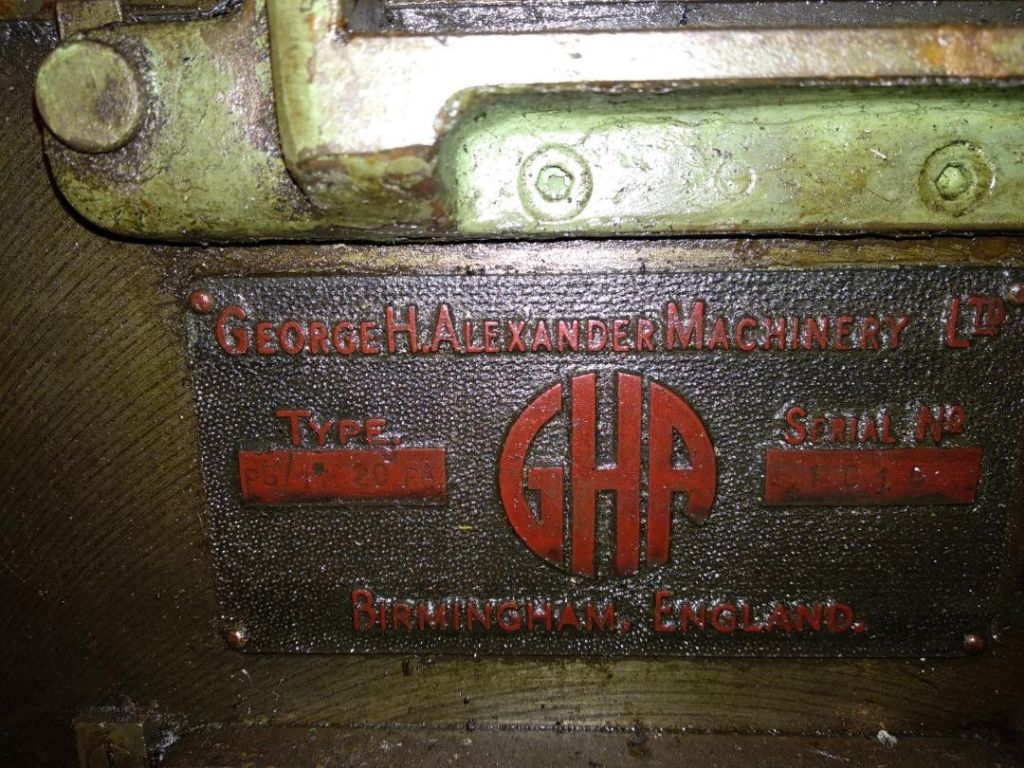 GEORGE H. ALEXANDER MACHINERY LTD
TYPE.
SERIAL NO
GHA
BIRMINGHAM, ENGLAND.